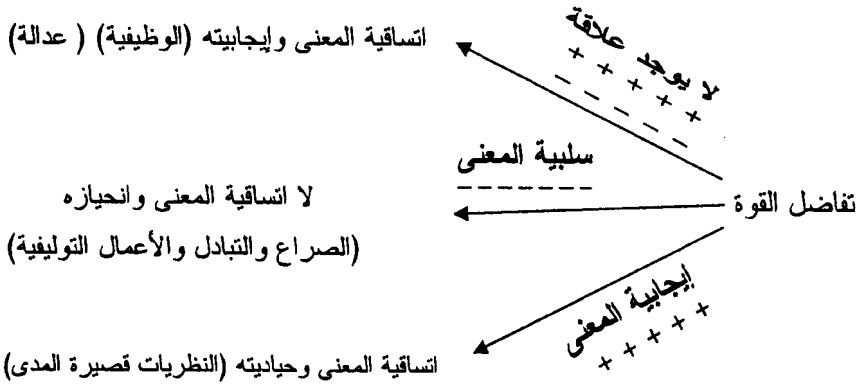 لا يوجد علاقة
+ + + + +
- - - - - -
اتساقية المعنى وإيجابيته (الوظيفية) ( عدالة)
سلبية المعنى
- - - - - - - - -
تفاضل القوة
لا اتساقية المعنى وانحيازه
(الصراع والتبادل والأعمال التوليفية)
إيجابية المعنى
+ + + + +
اتساقية المعنى وحياديته (النظريات قصيرة المدى)